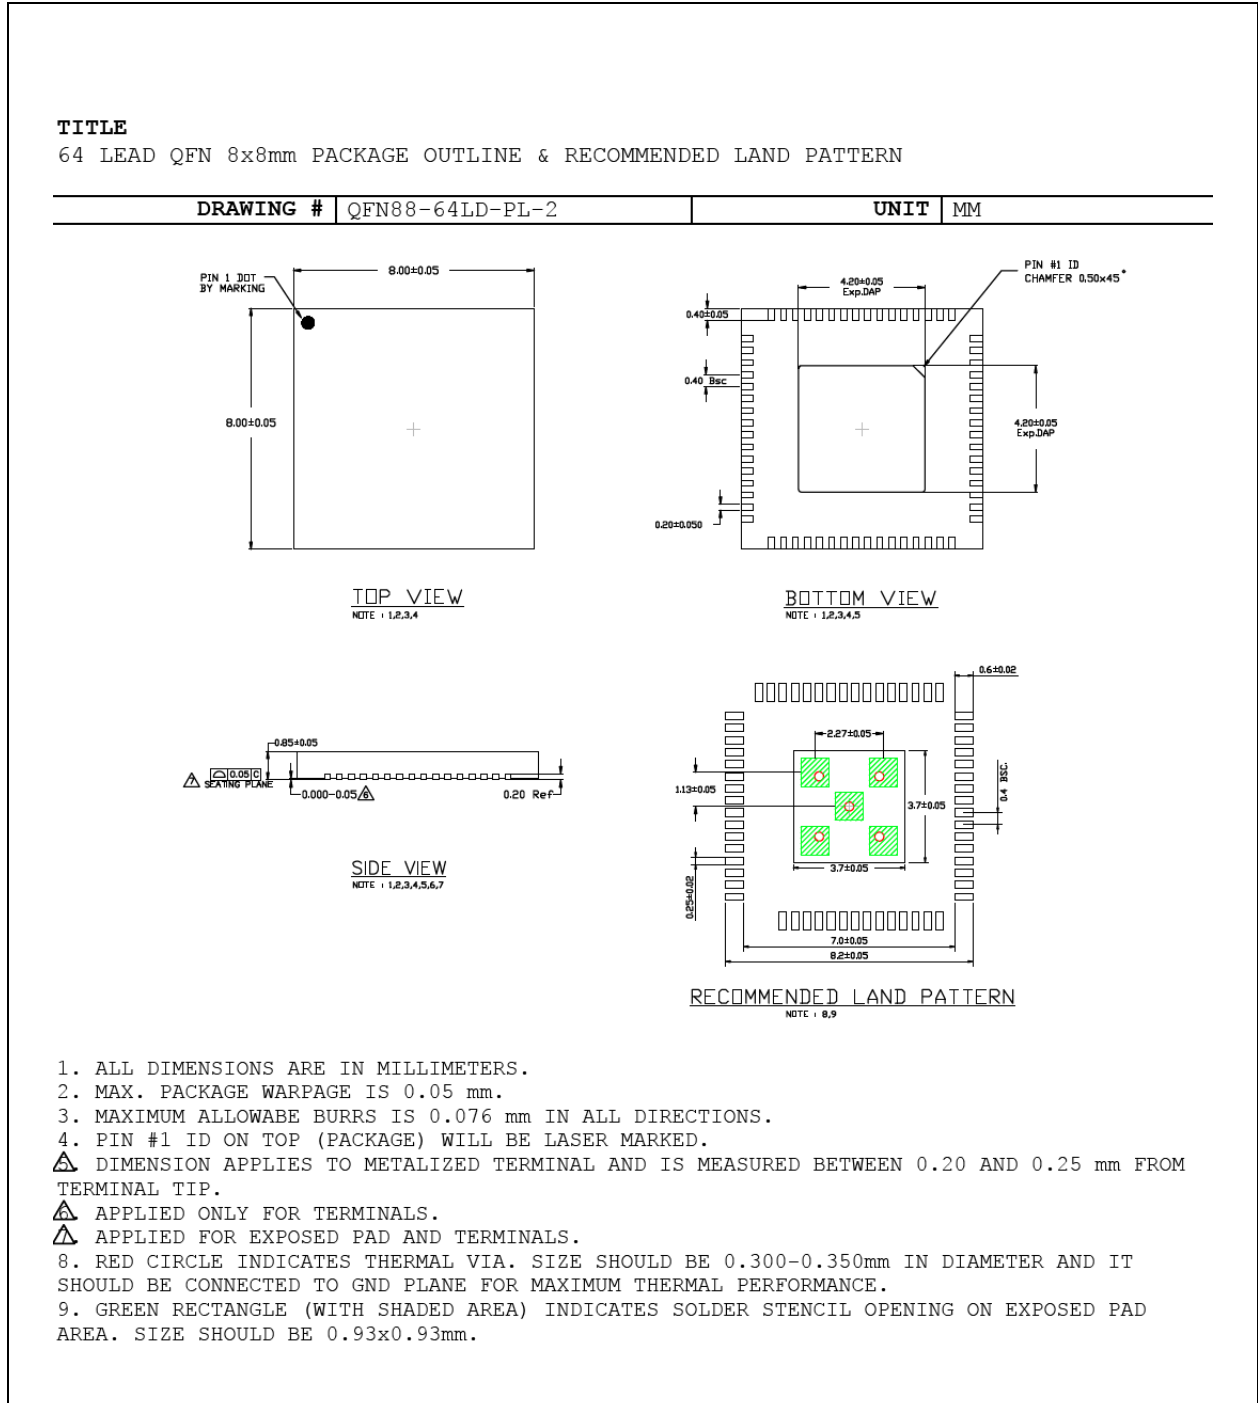 TITLE
64 LEAD QFN 8x8mm PACKAGE OUTLINE & RECOMMENDED LAND PATTERN
DRAWING # QFN88-64LD-PL-2 UNIT MM
PIN 1 DOT
BY MARKING
8.00±0.05
8.00±0.05
TOP VIEW
NOTE : 1,2,3,4
4.20±0.05
Exp.DAP
PIN #1 ID
CHAMFER 0.50x45°
0.40±0.05
0.40 Bsc
4.20±0.05
Exp.DAP
0.20±0.050
BOTTOM VIEW
NOTE : 1,2,3,4,5
0.85±0.05
7
0.05 C
SEATING PLANE
0.000-0.05 6
0.20 Ref
SIDE VIEW
NOTE : 1,2,3,4,5,6,7
0.6±0.02
2.27±0.05
1.13±0.05
3.7±0.05
0.4 BSC.
3.7±0.05
0.25±0.02
7.0±0.05
8.2±0.05
RECOMMENDED LAND PATTERN
NOTE : 8,9
1. ALL DIMENSIONS ARE IN MILLIMETERS.
2. MAX. PACKAGE WARPAGE IS 0.05 mm.
3. MAXIMUM ALLOWABE BURRS IS 0.076 mm IN ALL DIRECTIONS.
4. PIN #1 ID ON TOP (PACKAGE) WILL BE LASER MARKED.
5. DIMENSION APPLIES TO METALIZED TERMINAL AND IS MEASURED BETWEEN 0.20 AND 0.25 mm FROM
TERMINAL TIP.
6. APPLIED ONLY FOR TERMINALS.
7. APPLIED FOR EXPOSED PAD AND TERMINALS.
8. RED CIRCLE INDICATES THERMAL VIA. SIZE SHOULD BE 0.300-0.350mm IN DIAMETER AND IT
SHOULD BE CONNECTED TO GND PLANE FOR MAXIMUM THERMAL PERFORMANCE.
9. GREEN RECTANGLE (WITH SHADED AREA) INDICATES SOLDER STENCIL OPENING ON EXPOSED PAD
AREA. SIZE SHOULD BE 0.93x0.93mm.